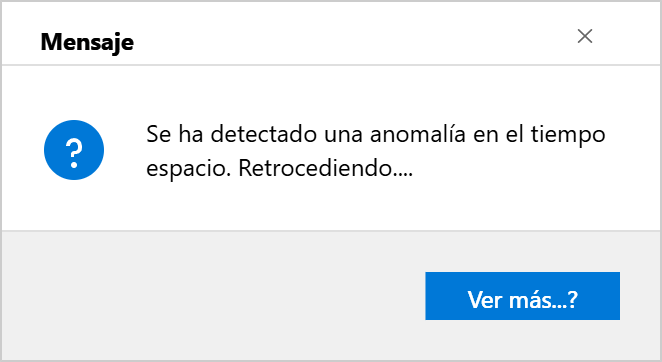 Mensaje
Se ha detectado una anomalía en el tiempo
espacio. Retrocediendo....
Ver más...?